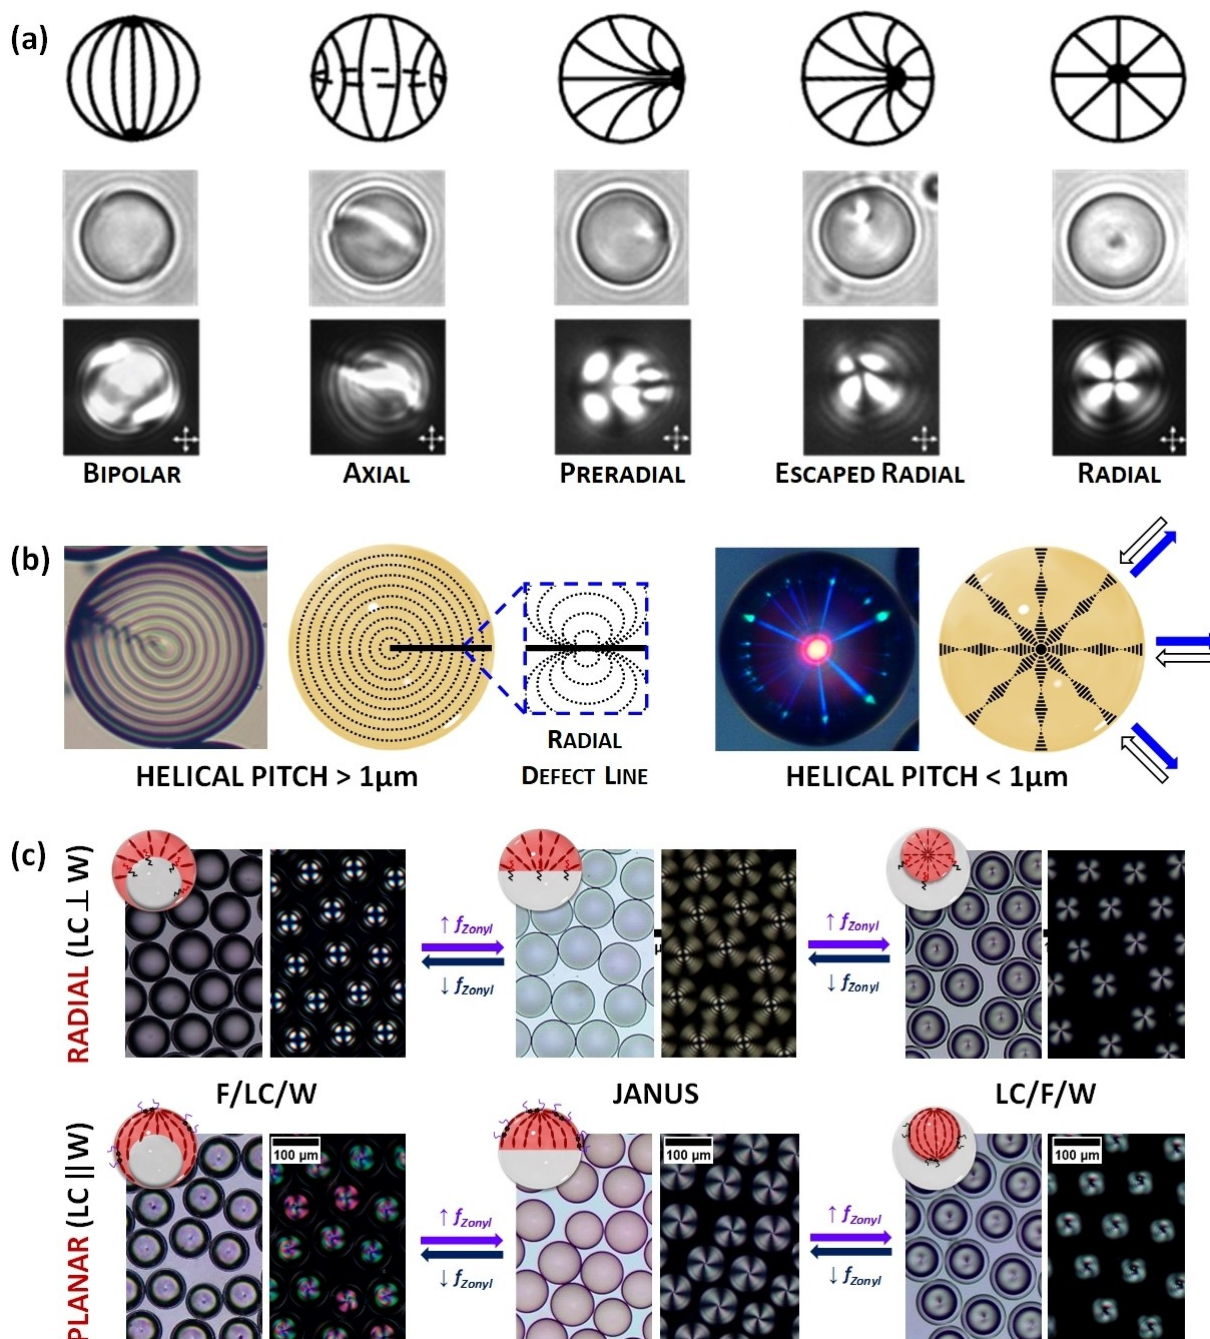 (a)
BIPOLAR
AXIAL
PRERADIAL
ESCAPED RADIAL
RADIAL
(b)
HELICAL PITCH > 1μm
RADIAL
DEFECT LINE
HELICAL PITCH < 1μm
(c)
RADIAL (LC ⊥ W)
↑ fZonyl
↓ fZonyl
↑ fZonyl
↓ fZonyl
F/LC/W
JANUS
LC/F/W
PLANAR (LC || W)
100 μm
↑ fZonyl
↓ fZonyl
100 μm
↑ fZonyl
↓ fZonyl
100 μm